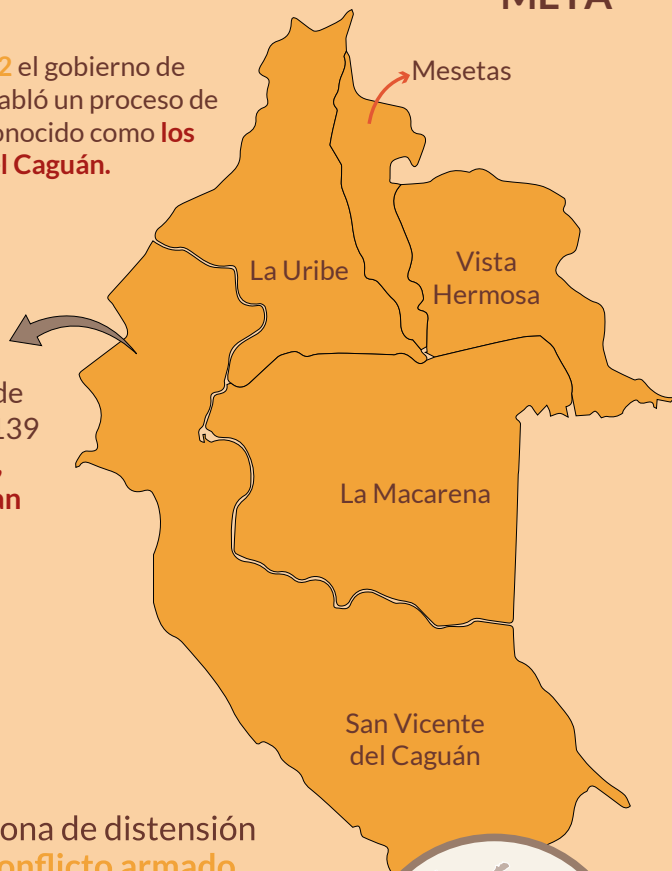 META
2 el gobierno de
abló un proceso de
onocido como los
l Caguán.
Mesetas
La Uribe
Vista
Hermosa
de
139
,
an
La Macarena
San Vicente
del Caguán
ona de distensión
onflicto armado